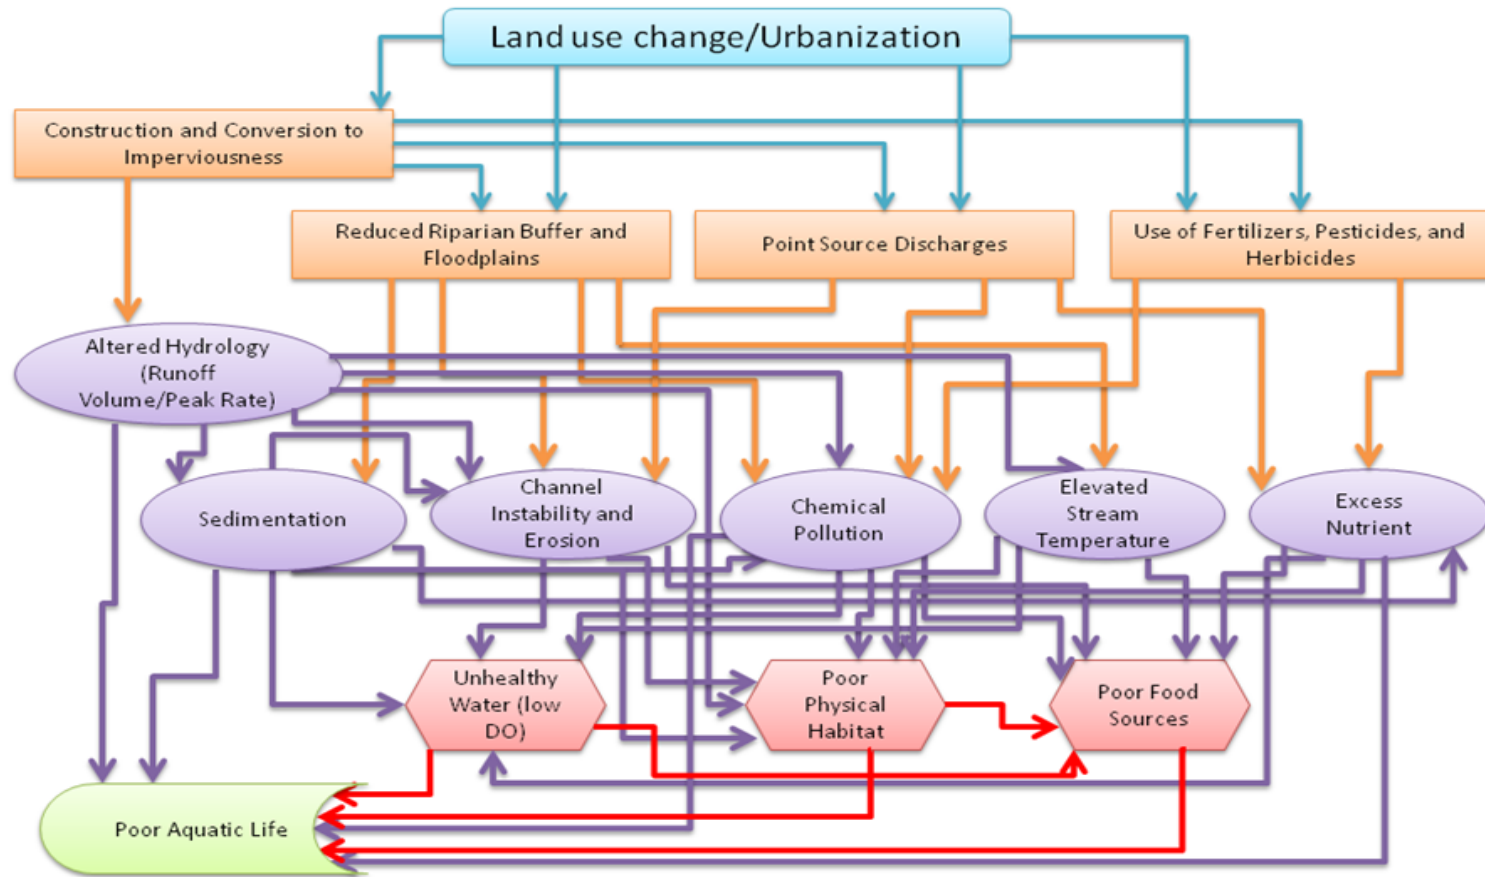 Land use change/Urbanization
Construction and Conversion to
Imperviousness
Reduced Riparian Buffer and
Floodplains
Point Source Discharges
Use of Fertilizers, Pesticides, and
Herbicides
Altered Hydrology
(Runoff
Volume/Peak Rate)
Sedimentation
Channel
Instability and
Erosion
Chemical
Pollution
Elevated
Stream
Temperature
Excess
Nutrient
Unhealthy
Water (low
DO)
Poor
Physical
Habitat
Poor Food
Sources
Poor Aquatic Life